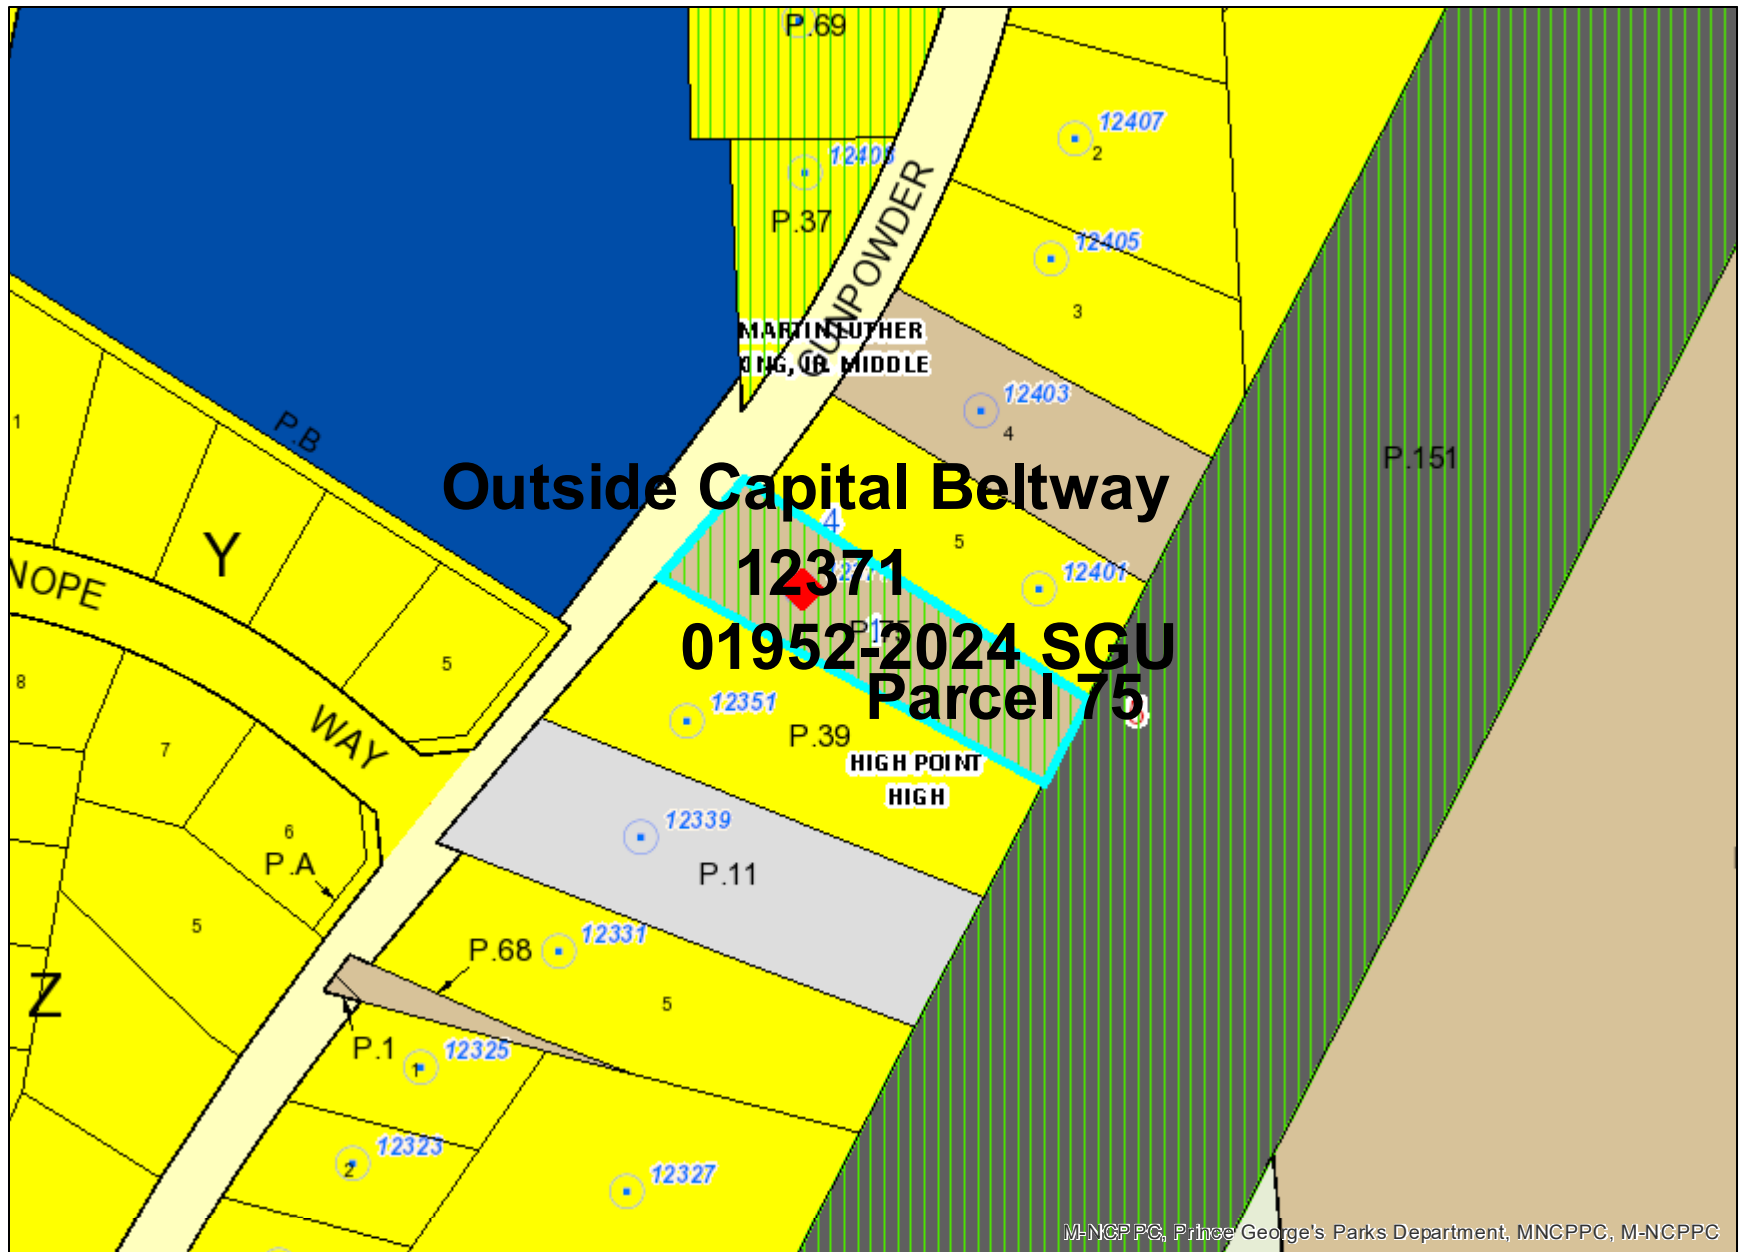 P.69
12407
2
12408
P.37
GUNPOWDER
12405
3
MARTIN LUTHER
KING, JR. MIDDLE
12403
4
P.B
1
P.151
Outside Capital Beltway
4
5
Y
12371
12401
NOPE
P.75
1
01952-2024 SGU
5
8
Parcel 75
12351
WAY
P.39
7
HIGH POINT
HIGH
12339
6
P.A
P.11
5
12331
P.68
Z
5
P.1
12325
1
12323
2
12327
M-NCPPC, Prince George's Parks Department, MNCPPC, M-NCPPC